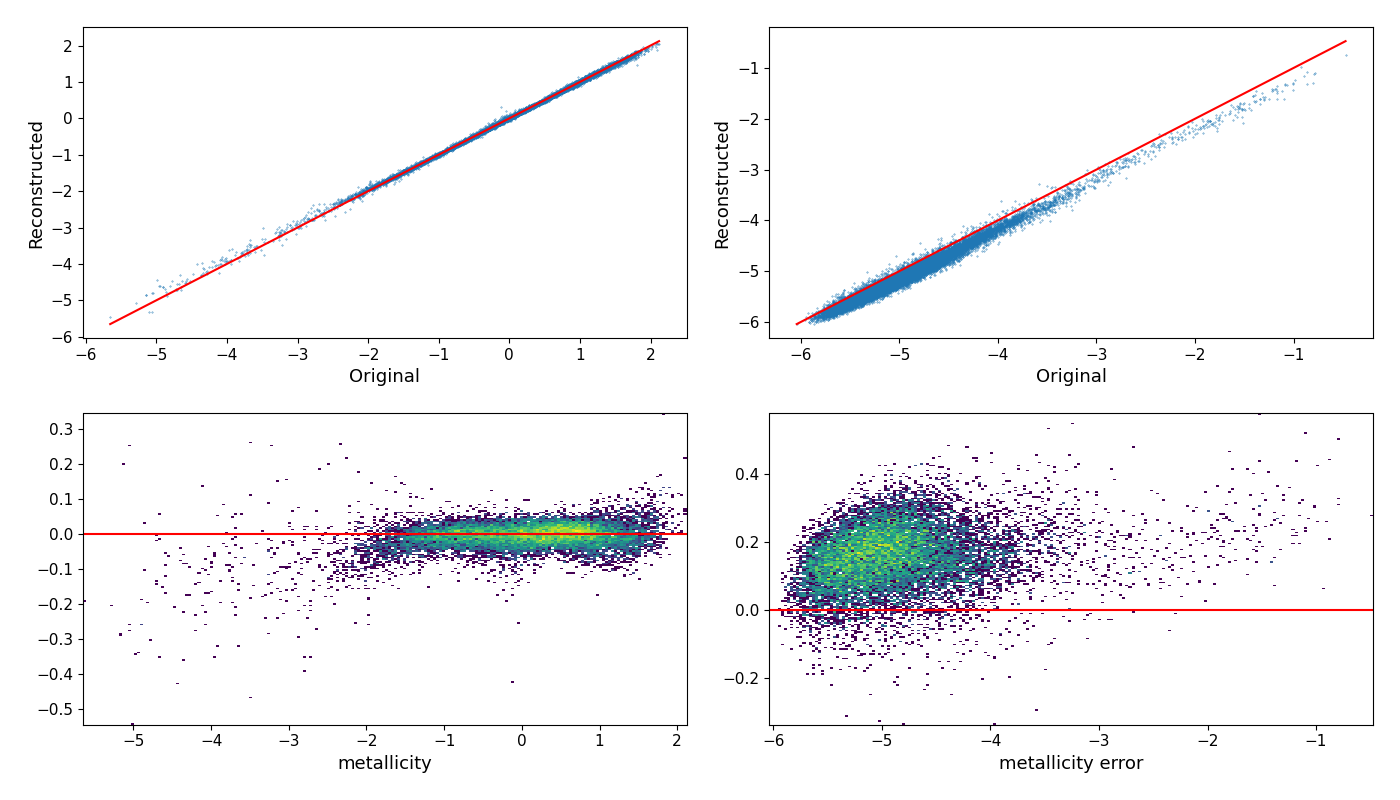 2
1
0
−1
−2
−3
−4
−5
−6
Reconstructed
−6 −5 −4 −3 −2 −1 0 1 2
Original
−1
−2
−3
−4
−5
−6
Reconstructed
−6 −5 −4 −3 −2 −1
Original
0.3
0.2
0.1
0.0
−0.1
−0.2
−0.3
−0.4
−0.5
−5 −4 −3 −2 −1 0 1 2
metallicity
0.4
0.2
0.0
−0.2
−6 −5 −4 −3 −2 −1
metallicity error